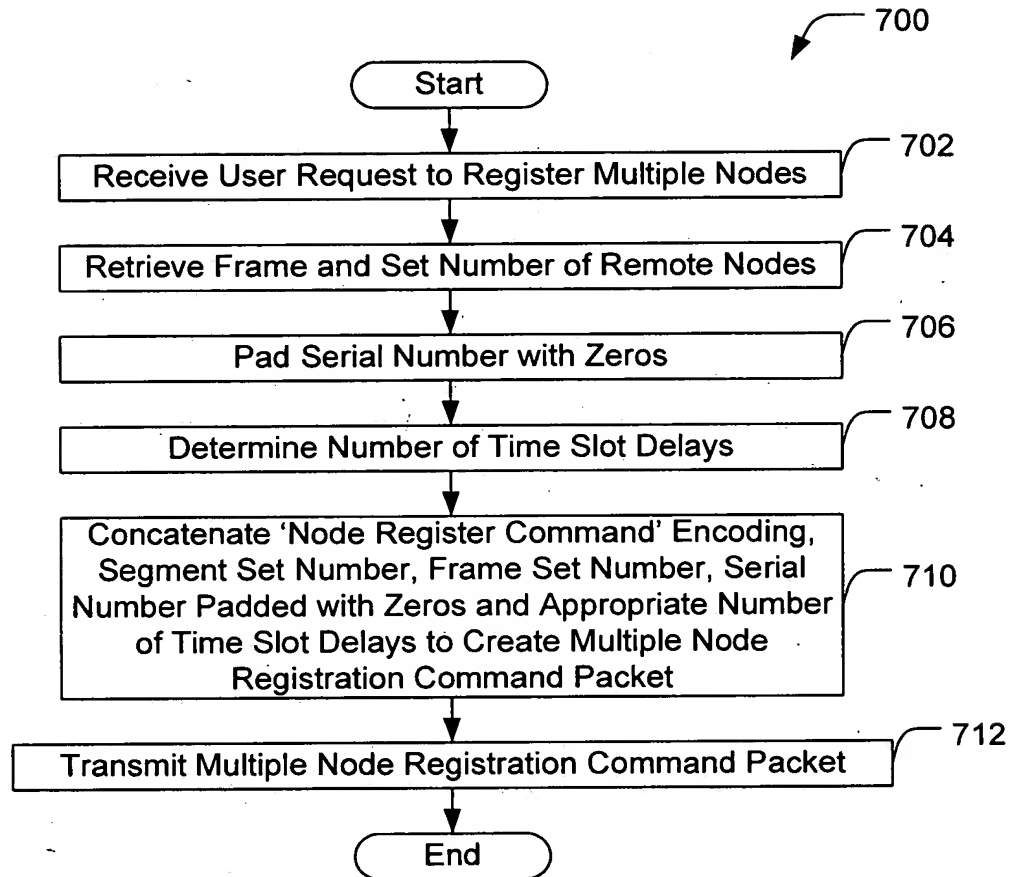 700
Start
702
Receive User Request to Register Multiple Nodes
704
Retrieve Frame and Set Number of Remote Nodes
706
Pad Serial Number with Zeros
708
Determine Number of Time Slot Delays
Concatenate ‘Node Register Command’ Encoding,
Segment Set Number, Frame Set Number, Serial
Number Padded with Zeros and Appropriate Number
of Time Slot Delays to Create Multiple Node
Registration Command Packet
710
712
Transmit Multiple Node Registration Command Packet
End